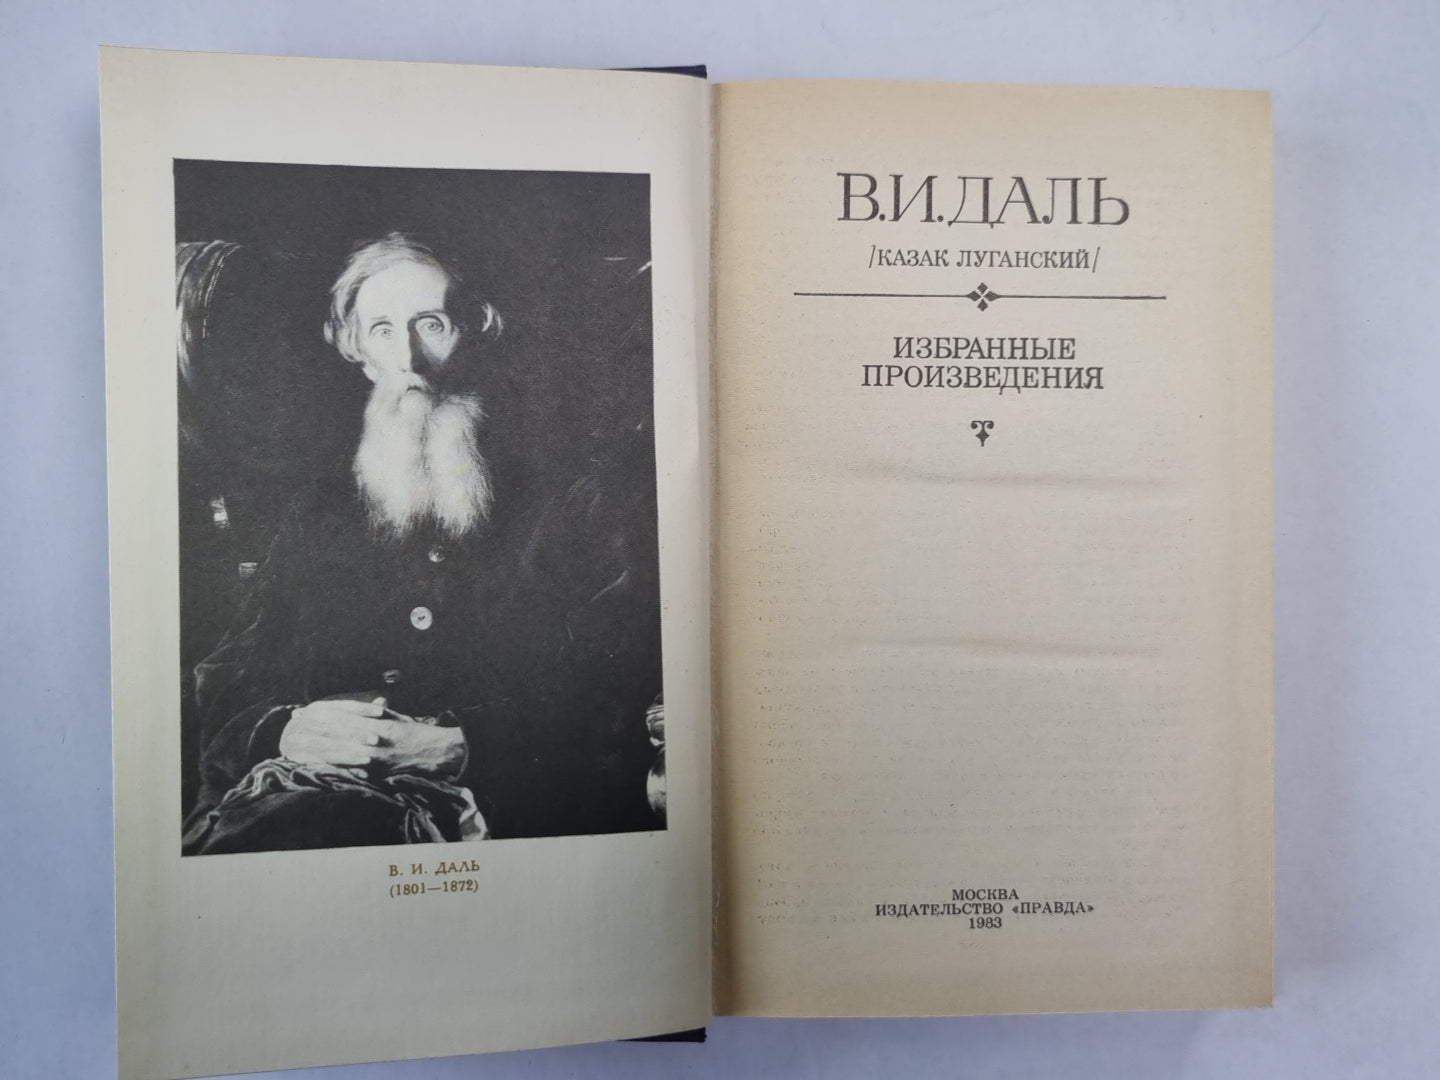 В. И. ДАЛЬ
(1801—1872)
В.И.ДАЛЬ
/КАЗАК ЛУГАНСКИЙ/
ИЗБРАННЫЕ
ПРОИЗВЕДЕНИЯ
МОСКВА
ИЗДАТЕЛЬСТВО «ПРАВДА»
1983